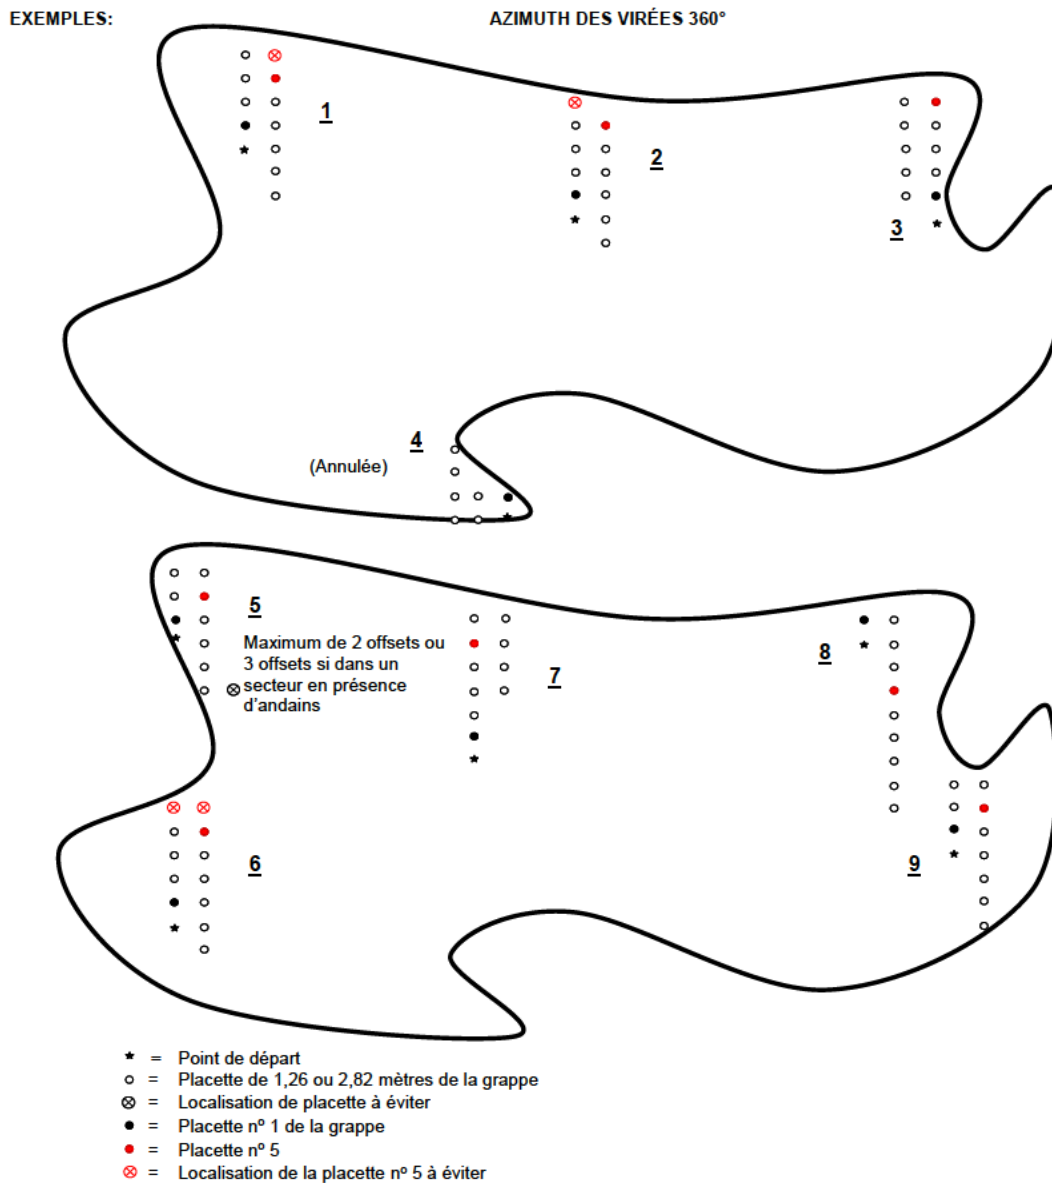 EXEMPLES:
AZIMUTH DES VIRÉES 360°
1
2
3
4
(Annulée)
5
Maximum de 2 offsets ou
3 offsets si dans un
secteur en présence
d'andains
7
8
6
9
= Point de départ
= Placette de 1,26 ou 2,82 mètres de la grappe
= Localisation de placette à éviter
= Placette nº 1 de la grappe
= Placette nº 5
= Localisation de la placette nº 5 à éviter